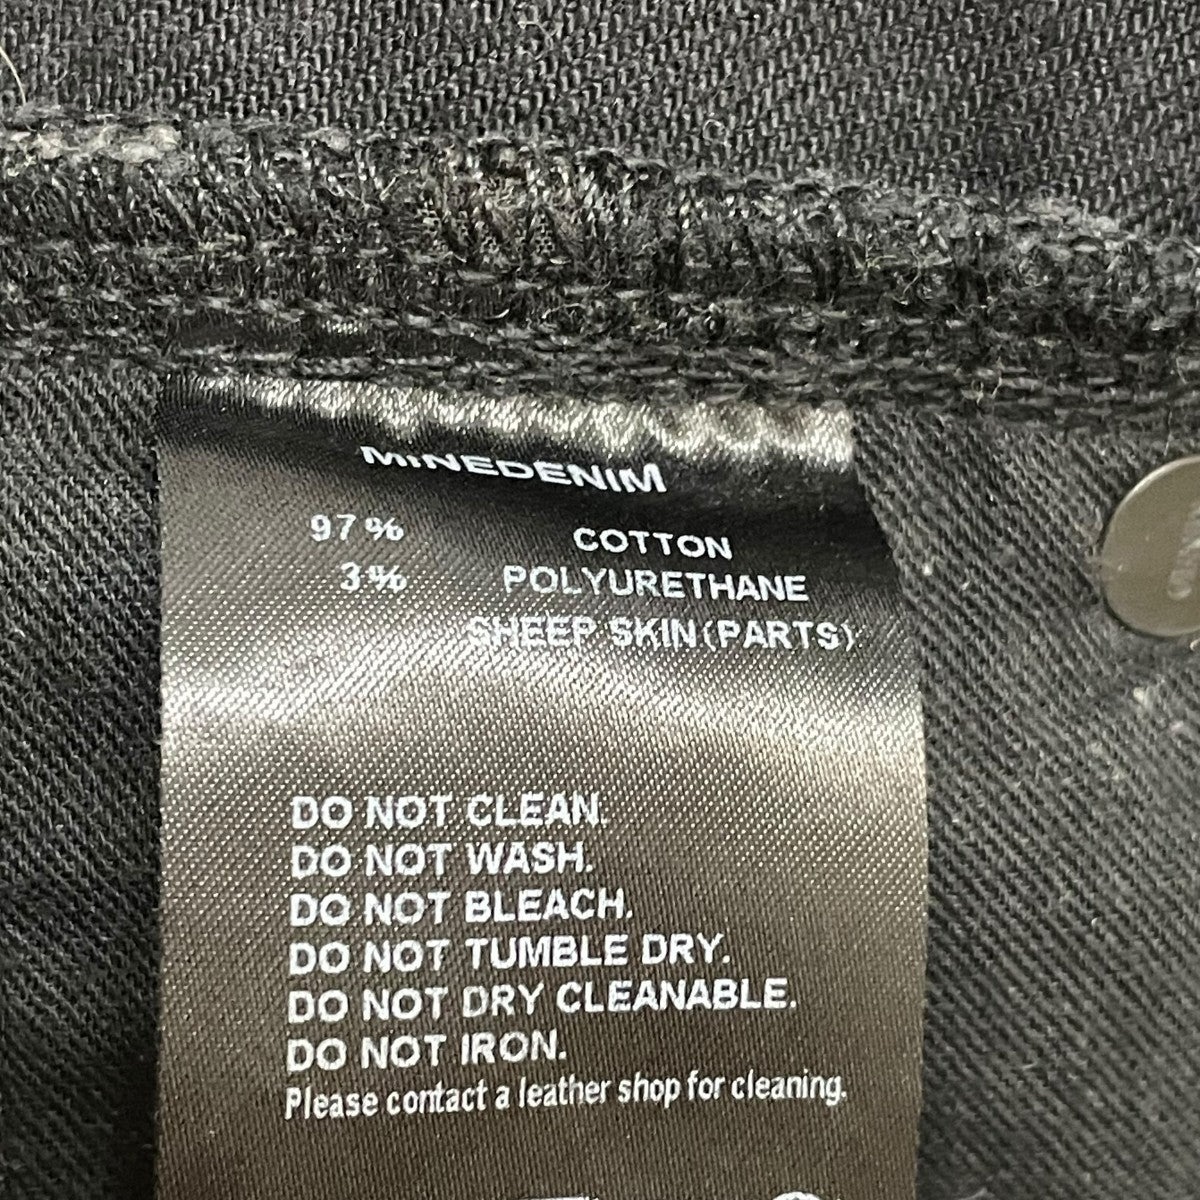 MINEDENIM
97% COTTON
3% POLYURETHANE
SHEEP SKIN(PARTS)
DO NOT CLEAN.
DO NOT WASH.
DO NOT BLEACH.
DO NOT TUMBLE DRY.
DO NOT DRY CLEANABLE.
DO NOT IRON.
Please contact a leather shop for cleaning.